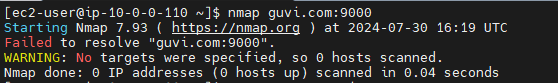 [ec2-user@ip-10-0-0-110 ~]$ nmap guvi.com:9000
Starting Nmap 7.93 ( https://nmap.org ) at 2024-07-30 16:19 UTC
Failed to resolve "guvi.com:9000".
WARNING: No targets were specified, so 0 hosts scanned.
Nmap done: 0 IP addresses (0 hosts up) scanned in 0.04 seconds